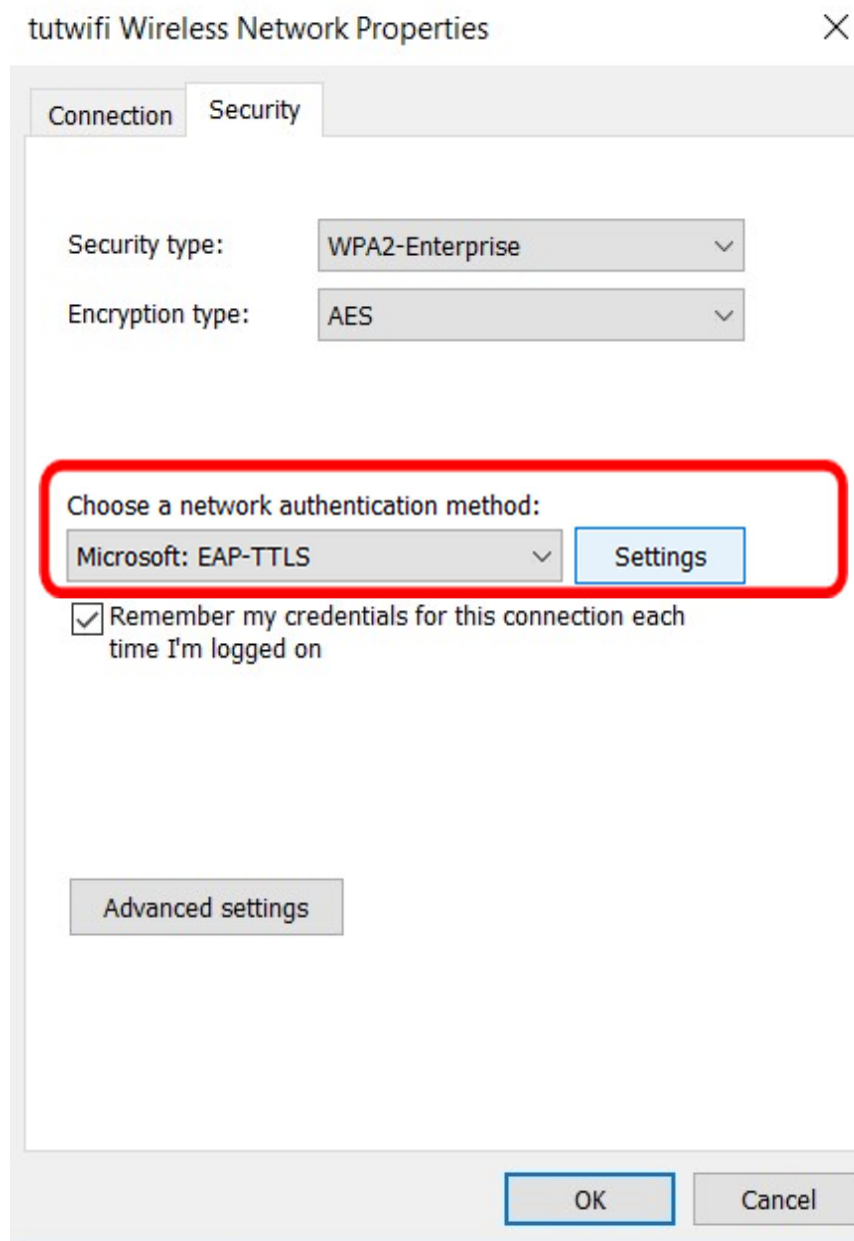 tutwifi Wireless Network Properties
Connection
Security
Security type:
WPA2-Enterprise
Encryption type:
AES
Choose a network authentication method:
Microsoft: EAP-TTLS
Settings
Remember my credentials for this connection each
time I'm logged on
Advanced settings
OK
Cancel